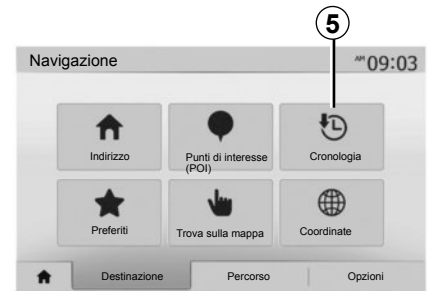 5
Navigazione
AM 09:03
Indirizzo
Punti di interesse
(POI)
Cronologia
Preferiti
Trova sulla mappa
Coordinate
Destinazione
Percorso
Opzioni